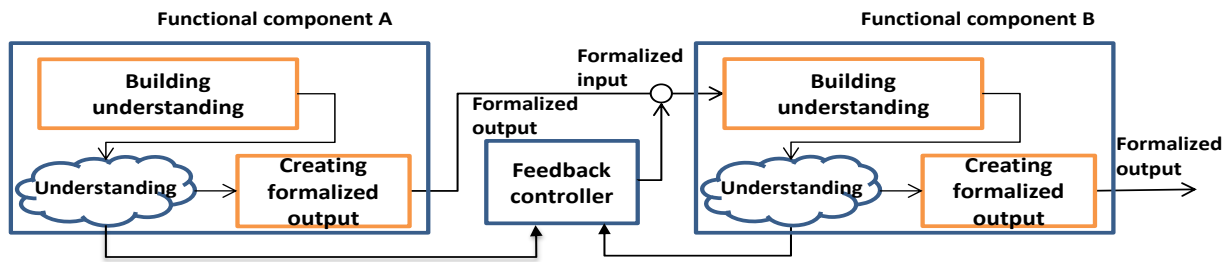 Functional component A
Functional component B
Building
understanding
Understanding
Creating
formalized
output
Formalized
output
Feedback
controller
Formalized
input
Building
understanding
Understanding
Creating
formalized
output
Formalized
output